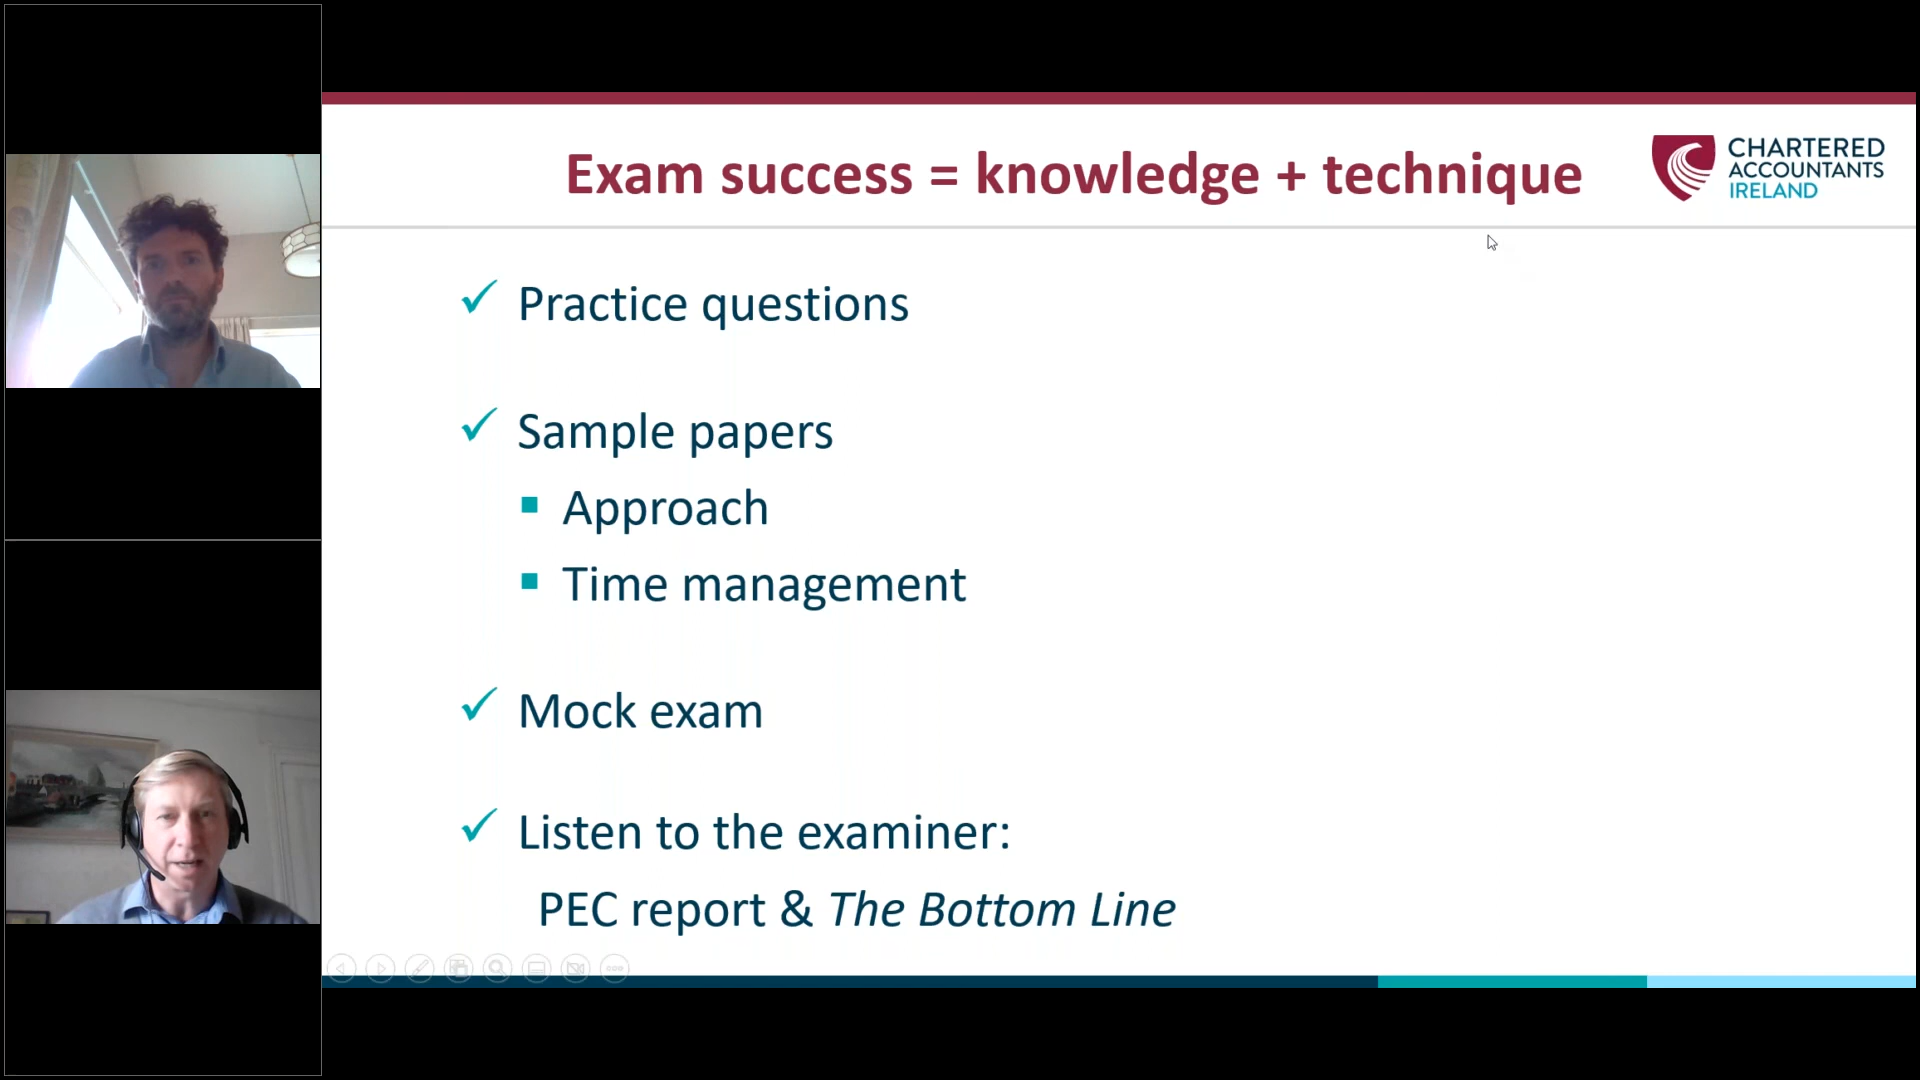 Exam success = knowledge + technique
CHARTERED
ACCOUNTANTS
IRELAND
Practice questions
Sample papers
Approach
Time management
Mock exam
Listen to the examiner:
PEC report & The Bottom Line